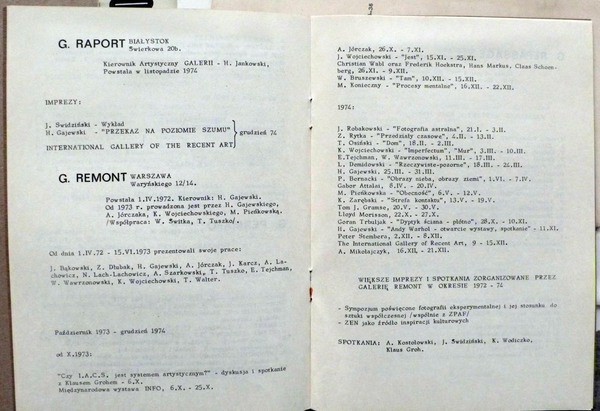 G. RAPORT BIAŁYSTOK
Świerkowa 20b.
Kierownik Artystyczny GALERII - H. Jankowski,
Powstała w listopadzie 1974
IMPREZY:
J. Świdziński - Wykład
H. Gajewski - "PRZEKAZ NA POZIOMIE SZUMU"
grudzień 74
INTERNATIONAL GALLERY OF THE RECENT ART
G. REMONT WARSZAWA
Waryńskiego 12/14.
Powstała 1.IV.1972. Kierownik: H. Gajewski.
Od 1973 r. prowadzona jest przez H. Gajewskiego,
A. Jórczaka, K. Wojciechowskiego, M. Pieńkowską.
/Współpraca: W. Switka, T. Tuszko/.
Od dnia 1.IV.72 - 15.VI.1973 prezentowali swoje prace:
J. Bąkowski, Z. Dłubak, H. Gajewski, A. Jórczak, J. Karcz, A. La-
chowicz, N. Lach-Lachowicz, A. Szarkowski, T. Tuszko, E. Tejchman,
W. Wawrzonowski, K. Wojciechowski, T. Walter.
Październik 1973 - grudzień 1974
od X.1973:
"Czy I.A.C.S. jest systemem artystycznym?" - dyskusja i spotkanie
z Klausem Grohem - 6.X.
Międzynarodowa wystawa INFO, 6.X. - 25.X.
A. Jórczak, 26.X. - 7.XI.
J. Wojciechowski - "Jest", 15.XI. - 25.XI.
Christian Wabl oraz Frederik Hoekstra, Hans Markus, Claas Schoen-
berg, 26.XI. - 9.XII.
W. Bruszewski - "Tam", 10.XII. - 15.XII.
M. Konieczny - "Procesy mentalne", 16.XII. - 22.XII.
1974:
J. Robakowski - "Fotografia astralna", 21.I. - 3.II.
Z. Rytka - "Przedziały czasowe", 4.II. - 13.II.
T. Osiński - "Dom", 18.II. - 2.III.
K. Wojciechowski - "Imperfectum", "Mur", 3.III. - 10.III.
E. Tejchman, W. Wawrzonowski, 11.III. - 17.III.
L. Demidowski - "Rzeczywiste-pozorne", 18.III. - 24.III.
H. Gajewski, 25.III. - 31.III.
P. Bernacki - "Obrazy nieba, obrazy ziemi", 1.VI. - 7.IV.
Gabor Attalai, 8.IV. - 20.IV.
M. Pieńkowska - "Obecność", 6.V. - 12.V.
K. Zarębski - "Strefa kontaktu", 13.V. - 19.V.
Tom J. Gramse, 20.V. - 30.V.
Lloyd Morisson, 22.X. - 27.X.
Goran Trbuljak - "Dyptyk ściana - płótno", 28.X. - 10.XI.
H. Gajewski - "Andy Warhol - otwarcie wystawy, spotkanie" - 11.XI.
Peter Stembera, 2.XII. - 8.XII.
The International Gallery of Recent Art, 9 - 15.XII.
A. Mikołajczyk, 16.XII. - 21.XII.
WIĘKSZE IMPREZY I SPOTKANIA ZORGANIZOWANE PRZEZ
GALERIĘ REMONT W OKRESIE 1972 - 74
- Sympozjum poświęcone fotografii eksperymentalnej i jej stosunku do
sztuki współczesnej /wspólnie z ZPAF/
- ZEN jako źródło inspiracji kulturowych
SPOTKANIA: A. Kostołowski, J. Świdziński, K. Wodiczko,
Klaus Groh.